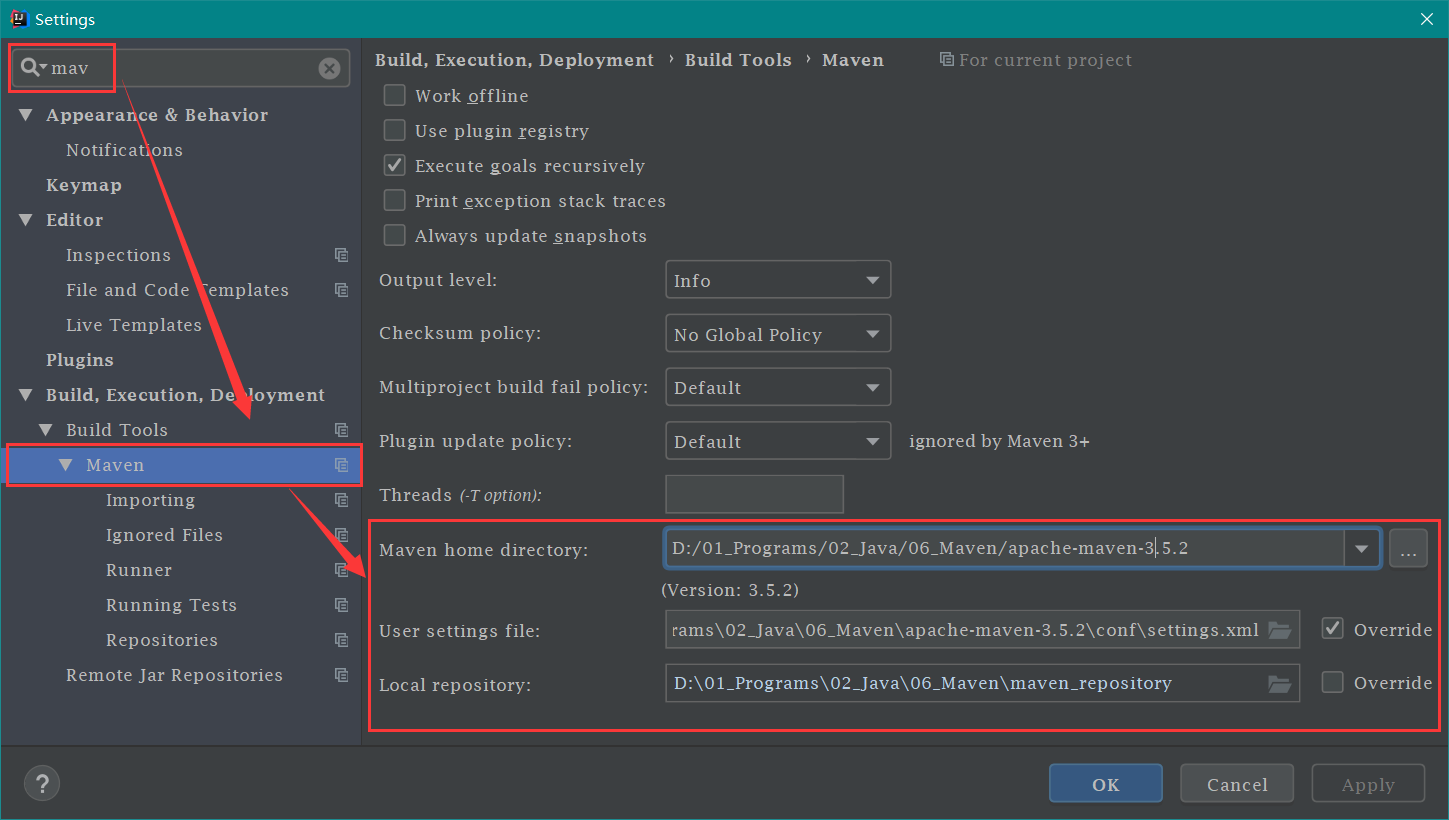 Settings
mav
Appearance & Behavior
Notifications
Keymap
Editor
Inspections
File and Code Templates
Live Templates
Plugins
Build, Execution, Deployment
Build Tools
Maven
Importing
Ignored Files
Runner
Running Tests
Repositories
Remote Jar Repositories
Build, Execution, Deployment › Build Tools › Maven For current project
Work offline
Use plugin registry
Execute goals recursively
Print exception stack traces
Always update snapshots
Output level: Info
Checksum policy: No Global Policy
Multiproject build fail policy: Default
Plugin update policy: Default ignored by Maven 3+
Threads (-T option):
Maven home directory: D:/01_Programs/02_Java/06_Maven/apache-maven-3.5.2 ...
(Version: 3.5.2)
User settings file: rams\02_Java\06_Maven\apache-maven-3.5.2\conf\settings.xml Override
Local repository: D:\01_Programs\02_Java\06_Maven\maven_repository Override
? OK Cancel Apply